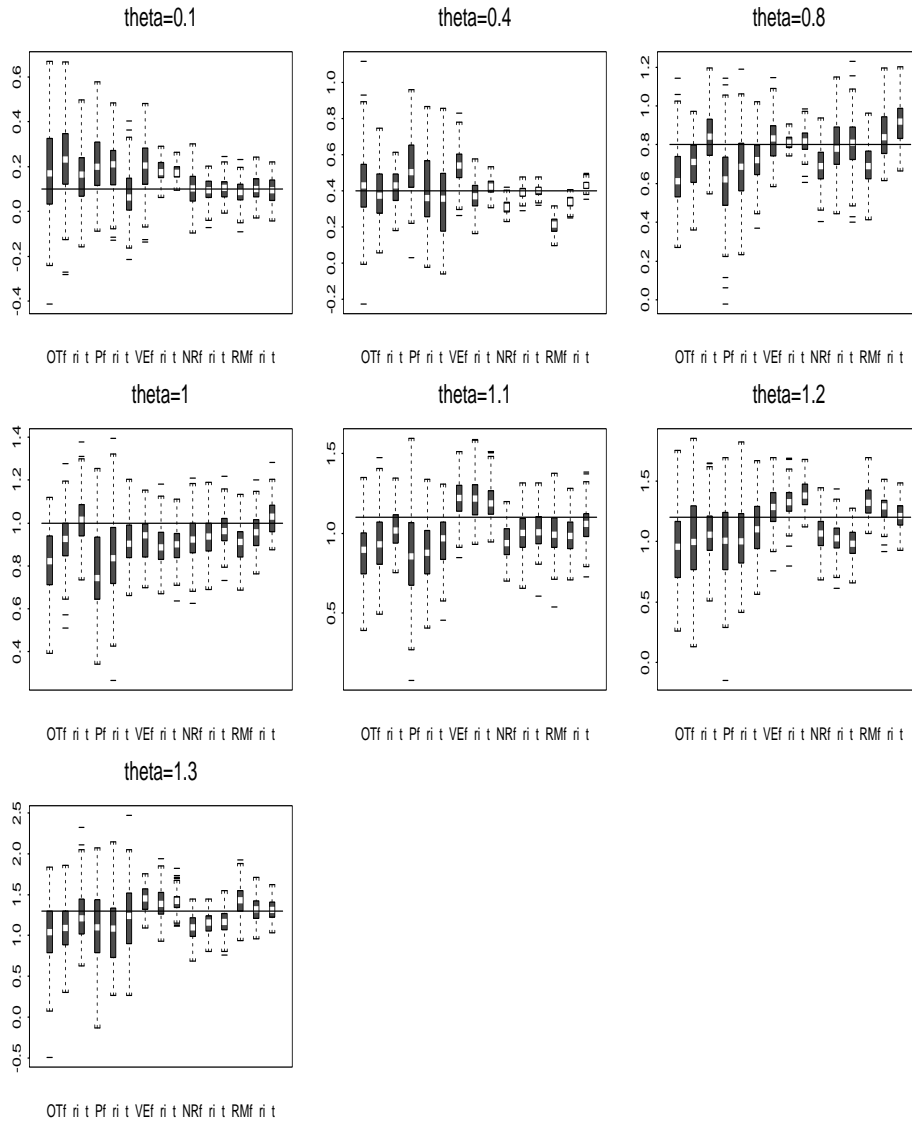 theta=0.1
theta=0.4
theta=0.8
0.6
0.4
0.2
0.0
-0.2
-0.4
1.0
0.8
0.6
0.4
0.2
0.0
-0.2
1.2
1.0
0.8
0.6
0.4
0.2
0.0
OTf ri t Pf ri t VEf ri t NRf ri t RMf ri t
OTf ri t Pf ri t VEf ri t NRf ri t RMf ri t
OTf ri t Pf ri t VEf ri t NRf ri t RMf ri t
theta=1
theta=1.1
theta=1.2
1.4
1.2
1.0
0.8
0.6
0.4
1.5
1.0
0.5
1.5
1.0
0.5
0.0
OTf ri t Pf ri t VEf ri t NRf ri t RMf ri t
OTf ri t Pf ri t VEf ri t NRf ri t RMf ri t
OTf ri t Pf ri t VEf ri t NRf ri t RMf ri t
theta=1.3
2.5
2.0
1.5
1.0
0.5
0.0
-0.5
OTf ri t Pf ri t VEf ri t NRf ri t RMf ri t